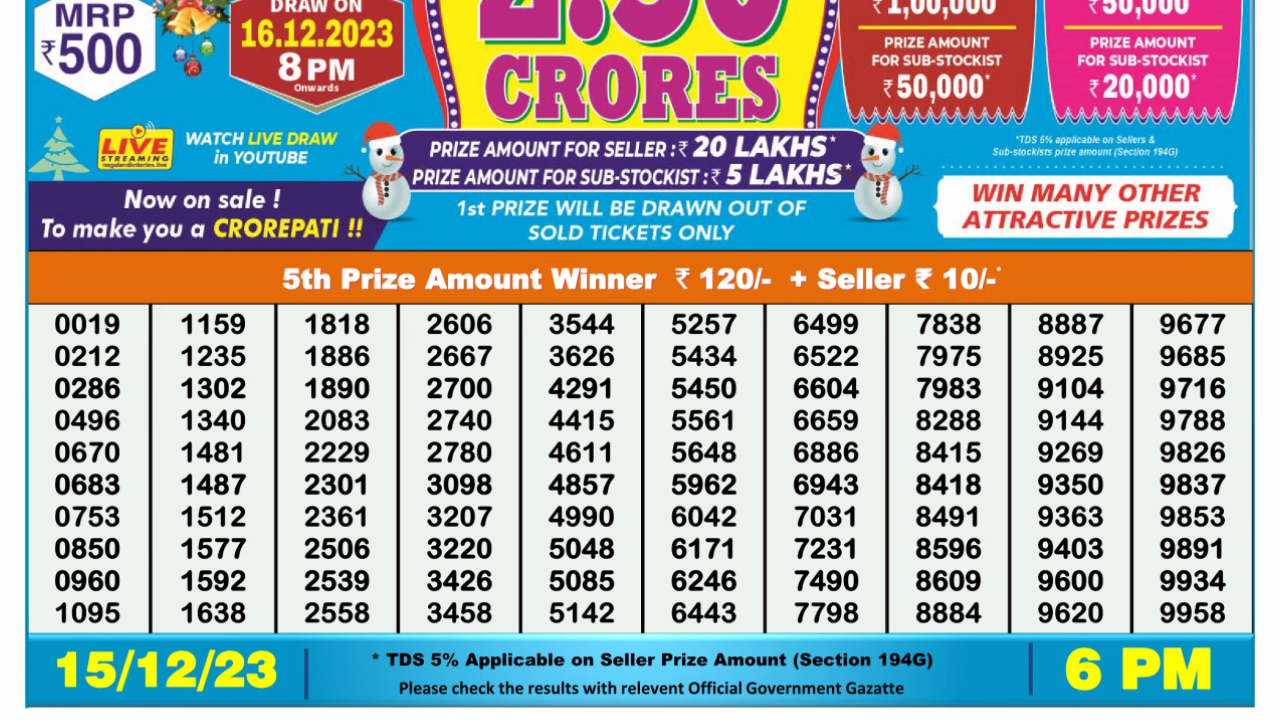 MRP
₹500
DRAW ON
16.12.2023
8 PM
Onwards
CRORES
₹1,00,000
PRIZE AMOUNT
FOR SUB-STOCKIST
₹50,000*
₹50,000
PRIZE AMOUNT
FOR SUB-STOCKIST
₹20,000*
LIVE
STREAMING
nagalandlotteries.live
WATCH LIVE DRAW
in YOUTUBE
PRIZE AMOUNT FOR SELLER :₹ 20 LAKHS*
PRIZE AMOUNT FOR SUB-STOCKIST :₹ 5 LAKHS*
*TDS 5% applicable on Sellers &
Sub-stockists prize amount (Section 194G)
Now on sale !
To make you a CROREPATI !!
1st PRIZE WILL BE DRAWN OUT OF
SOLD TICKETS ONLY
WIN MANY OTHER
ATTRACTIVE PRIZES
5th Prize Amount Winner ₹ 120/- + Seller ₹ 10/-*
0019 1159 1818 2606 3544 5257 6499 7838 8887 9677
0212 1235 1886 2667 3626 5434 6522 7975 8925 9685
0286 1302 1890 2700 4291 5450 6604 7983 9104 9716
0496 1340 2083 2740 4415 5561 6659 8288 9144 9788
0670 1481 2229 2780 4611 5648 6886 8415 9269 9826
0683 1487 2301 3098 4857 5962 6943 8418 9350 9837
0753 1512 2361 3207 4990 6042 7031 8491 9363 9853
0850 1577 2506 3220 5048 6171 7231 8596 9403 9891
0960 1592 2539 3426 5085 6246 7490 8609 9600 9934
1095 1638 2558 3458 5142 6443 7798 8884 9620 9958
15/12/23
* TDS 5% Applicable on Seller Prize Amount (Section 194G)
Please check the results with relevent Official Government Gazatte
6 PM